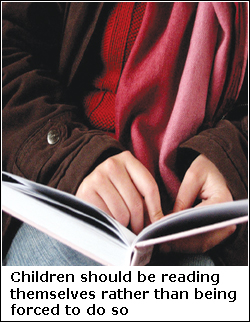 Children should be reading
themselves rather than being
forced to do so